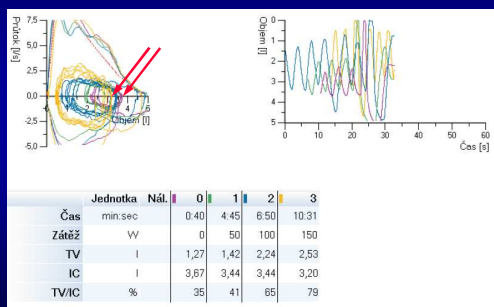 Průtok [l/s]
7,5
5,0
2,5
0,0
-2,5
-5,0
2
4
Objem [l]
Objem [l]
0
1
2
3
4
5
0 10 20 30 40 50 60
Čas [s]
Jednotka Nál. 0 1 2 3
Čas min:sec 0:40 4:45 6:50 10:31
Zátěž W 0 50 100 150
TV l 1,27 1,42 2,24 2,53
IC l 3,67 3,44 3,44 3,20
TV/IC % 35 41 65 79